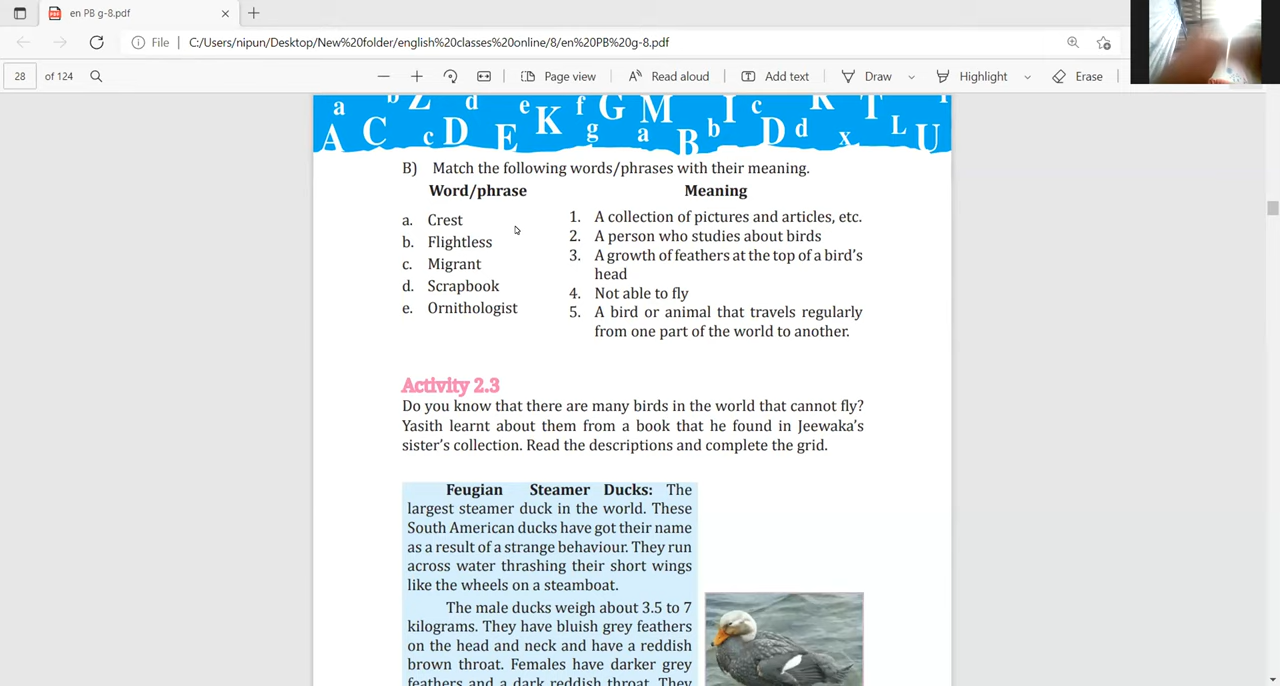 en PB g-8.pdf
File C:/Users/nipun/Desktop/New%20folder/english%20classes%20online/8/en%20PB%20g-8.pdf
28 of 124 Page view Read aloud Add text Draw Highlight Erase
a b Z d e K f G M I c R T
A C c D E g a B b D d x L U
B) Match the following words/phrases with their meaning.
Word/phrase Meaning
a. Crest 1. A collection of pictures and articles, etc.
b. Flightless 2. A person who studies about birds
c. Migrant 3. A growth of feathers at the top of a bird's
head
d. Scrapbook 4. Not able to fly
e. Ornithologist 5. A bird or animal that travels regularly
from one part of the world to another.
Activity 2.3
Do you know that there are many birds in the world that cannot fly?
Yasith learnt about them from a book that he found in Jeewaka's
sister's collection. Read the descriptions and complete the grid.
Feugian Steamer Ducks: The
largest steamer duck in the world. These
South American ducks have got their name
as a result of a strange behaviour. They run
across water thrashing their short wings
like the wheels on a steamboat.
The male ducks weigh about 3.5 to 7
kilograms. They have bluish grey feathers
on the head and neck and have a reddish
brown throat. Females have darker grey
feathers and a dark reddish throat. They